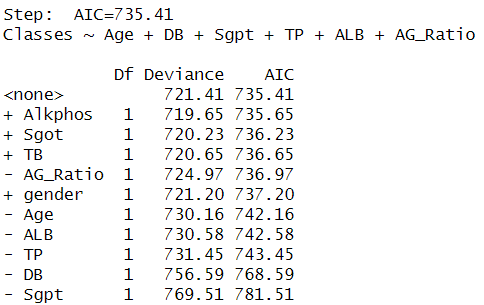 Step:  AIC=735.41
Classes ~ Age + DB + Sgpt + TP + ALB + AG_Ratio
           Df Deviance    AIC
<none>          721.41 735.41
+ Alkphos   1   719.65 735.65
+ Sgot      1   720.23 736.23
+ TB        1   720.65 736.65
- AG_Ratio  1   724.97 736.97
+ gender    1   721.20 737.20
- Age       1   730.16 742.16
- ALB       1   730.58 742.58
- TP        1   731.45 743.45
- DB        1   756.59 768.59
- Sgpt      1   769.51 781.51